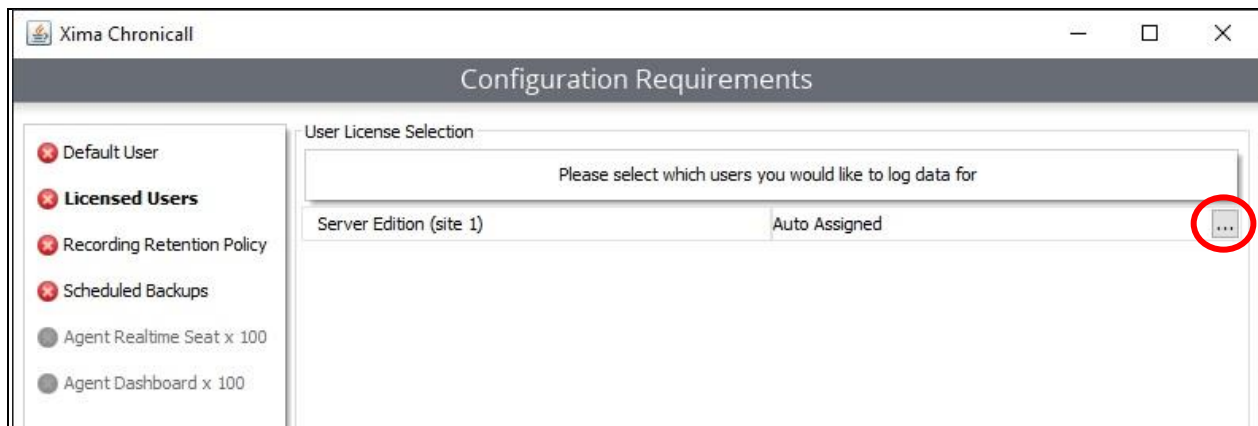 Xima Chronicall
Configuration Requirements
Default User
Licensed Users
Recording Retention Policy
Scheduled Backups
Agent Realtime Seat x 100
Agent Dashboard x 100
User License Selection
Please select which users you would like to log data for
Server Edition (site 1) Auto Assigned ...